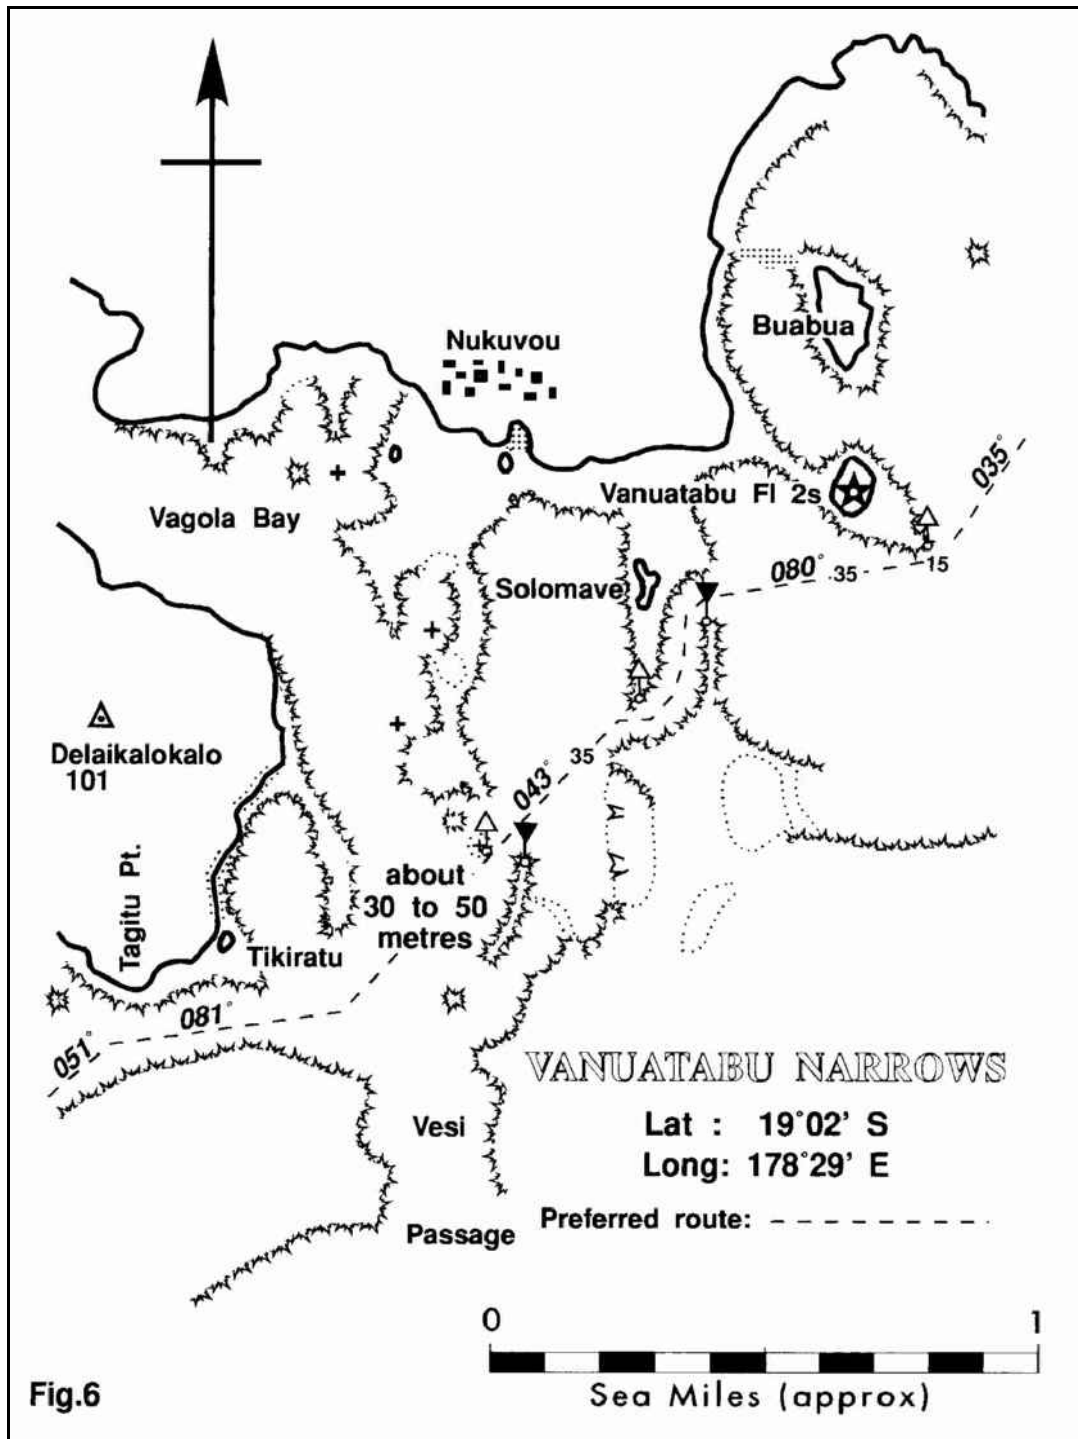 Nukuvou
Buabua
Vanuatabu Fl 2s
035°
Vagola Bay
080°
35
15
Solomave
Delaikalokalo
101
35
043°
about
30 to 50
metres
Tagitu Pt.
Tikiratu
081°
051°
VANUATABU NARROWS
Lat : 19°02' S
Long: 178°29' E
Vesi
Passage
Preferred route:
0 1
Sea Miles (approx)
Fig.6